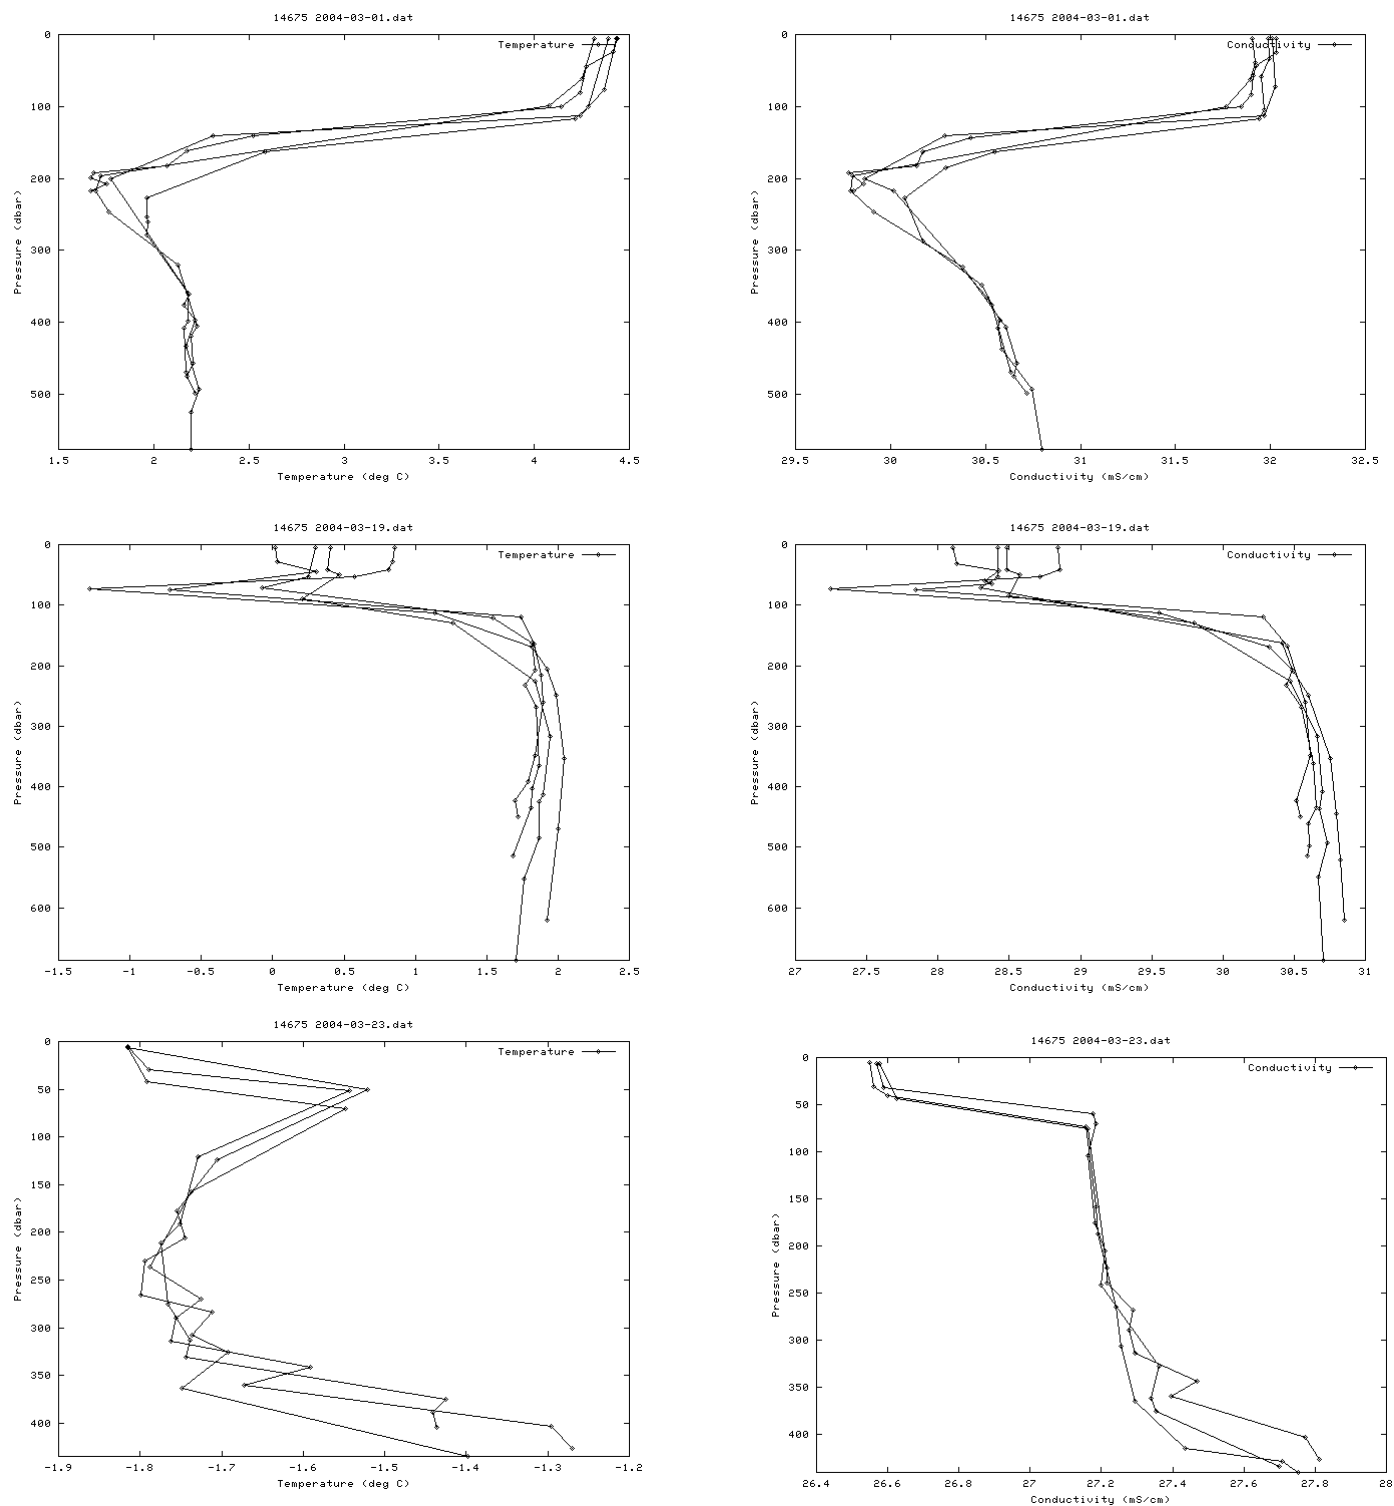 14675 2004-03-01.dat
Temperature
0
100
200
300
400
500
Pressure (dbar)
1.5 2 2.5 3 3.5 4 4.5
Temperature (deg C)
14675 2004-03-01.dat
Conductivity
0
100
200
300
400
500
Pressure (dbar)
29.5 30 30.5 31 31.5 32 32.5
Conductivity (mS/cm)
14675 2004-03-19.dat
Temperature
0
100
200
300
400
500
600
Pressure (dbar)
-1.5 -1 -0.5 0 0.5 1 1.5 2 2.5
Temperature (deg C)
14675 2004-03-19.dat
Conductivity
0
100
200
300
400
500
600
Pressure (dbar)
27 27.5 28 28.5 29 29.5 30 30.5 31
Conductivity (mS/cm)
14675 2004-03-23.dat
Temperature
0
50
100
150
200
250
300
350
400
Pressure (dbar)
-1.9 -1.8 -1.7 -1.6 -1.5 -1.4 -1.3 -1.2
Temperature (deg C)
14675 2004-03-23.dat
Conductivity
0
50
100
150
200
250
300
350
400
Pressure (dbar)
26.4 26.6 26.8 27 27.2 27.4 27.6 27.8 28
Conductivity (mS/cm)